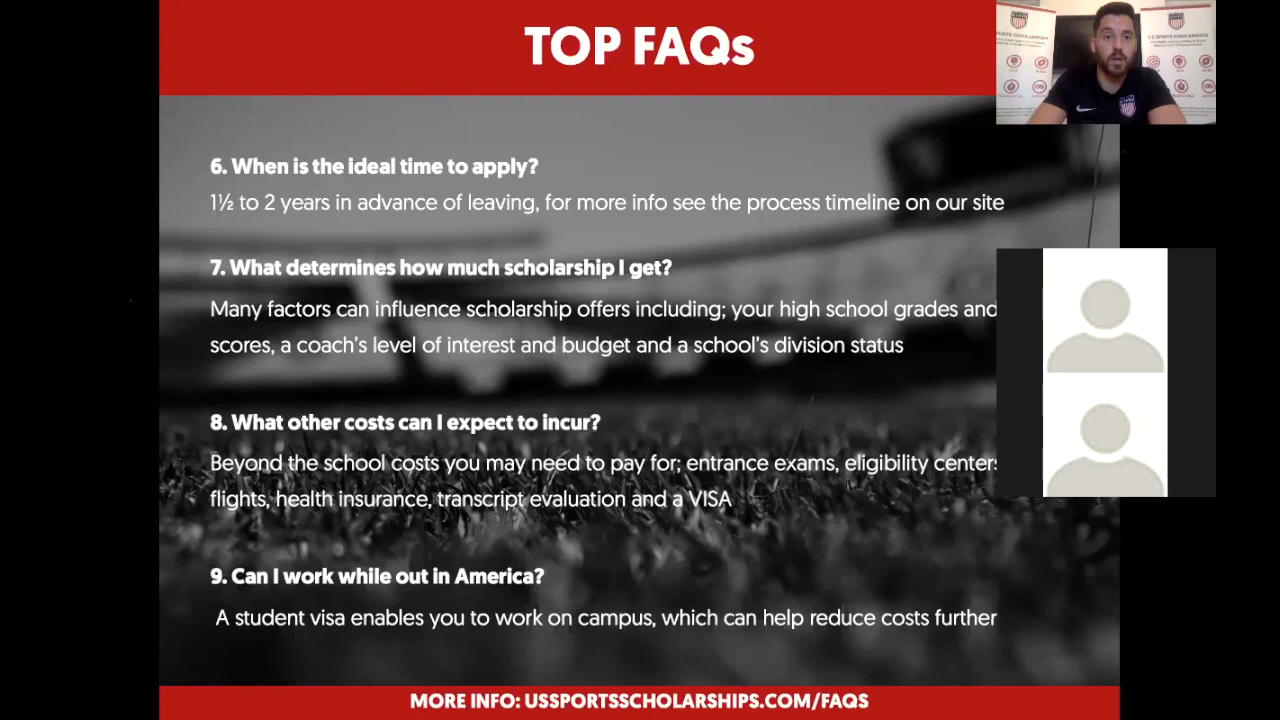 TOP FAQs
6. When is the ideal time to apply?
1½ to 2 years in advance of leaving, for more info see the process timeline on our site
7. What determines how much scholarship I get?
Many factors can influence scholarship offers including; your high school grades and
scores, a coach's level of interest and budget and a school's division status
8. What other costs can I expect to incur?
Beyond the school costs you may need to pay for; entrance exams, eligibility centers
flights, health insurance, transcript evaluation and a VISA
9. Can I work while out in America?
A student visa enables you to work on campus, which can help reduce costs further
MORE INFO: USSPORTSSCHOLARSHIPS.COM/FAQS